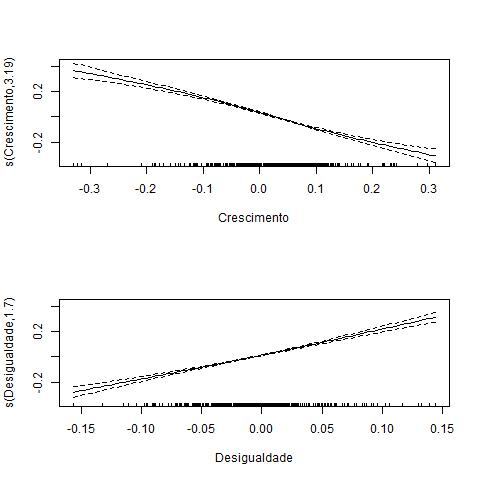 s(Crescimento,3.19)
0.2
-0.2
-0.3 -0.2 -0.1 0.0 0.1 0.2 0.3
Crescimento
s(Desigualdade,1.7)
0.2
-0.2
-0.15 -0.10 -0.05 0.00 0.05 0.10 0.15
Desigualdade